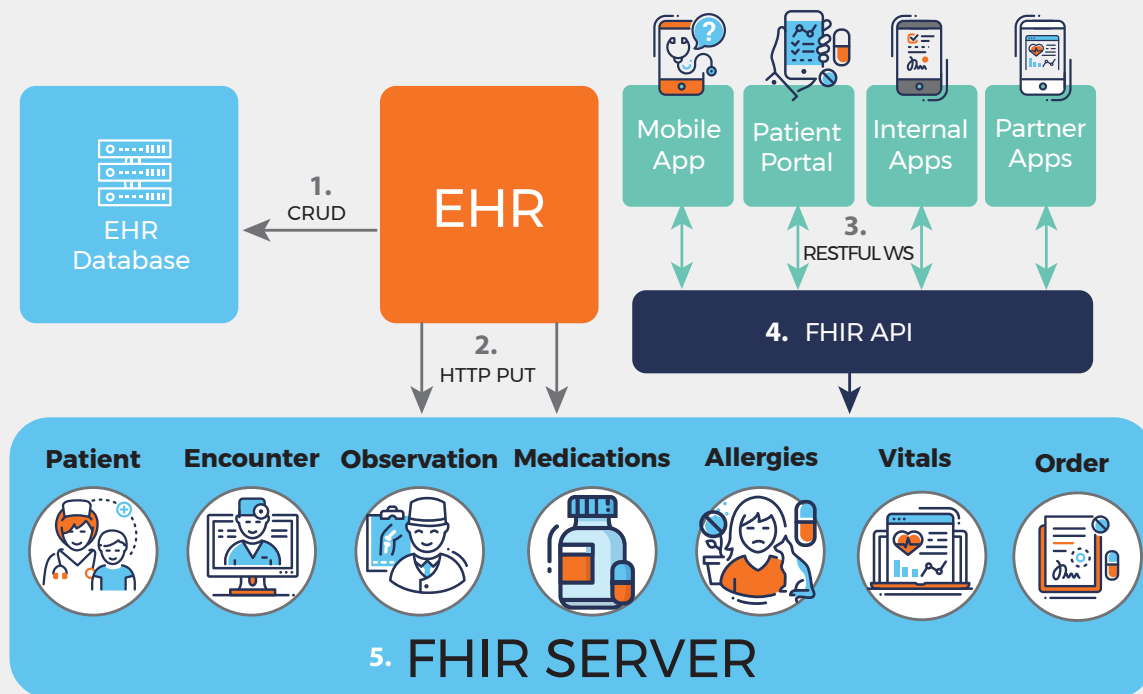 Mobile
App
Patient
Portal
Internal
Apps
Partner
Apps
EHR
Database
1.
CRUD
EHR
3.
RESTFUL WS
2.
HTTP PUT
4. FHIR API
Patient
Encounter
Observation
Medications
Allergies
Vitals
Order
5. FHIR SERVER
?